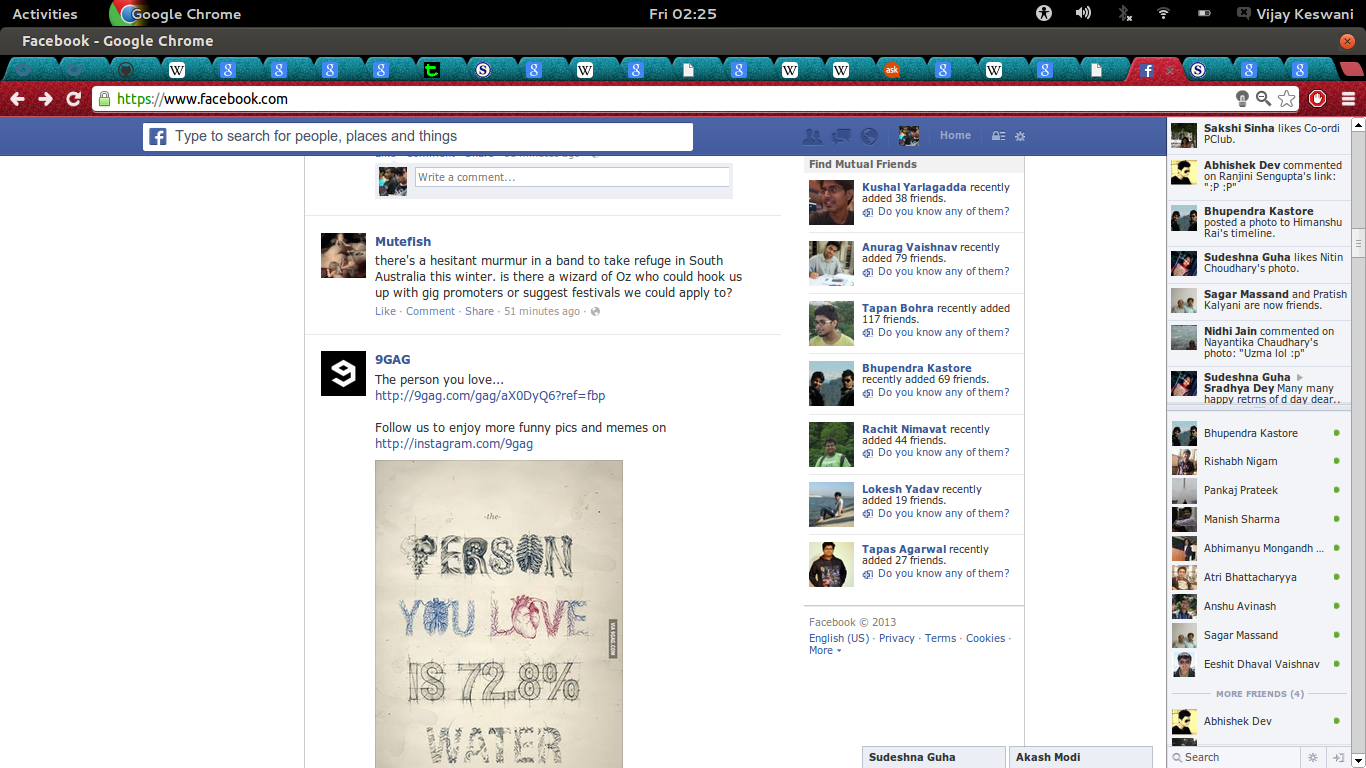 Activities
Google Chrome
Fri 02:25
Vijay Keswani
Facebook - Google Chrome
https://www.facebook.com
Type to search for people, places and things
Home
Write a comment...
Mutefish
there's a hesitant murmur in a band to take refuge in South
Australia this winter. is there a wizard of Oz who could hook us
up with gig promoters or suggest festivals we could apply to?
Like · Comment · Share · 51 minutes ago ·
9GAG
The person you love...
http://9gag.com/gag/aX0DyQ6?ref=fbp
Follow us to enjoy more funny pics and memes on
http://instagram.com/9gag
-the-
PERSON
YOU LOVE
IS 72.8%
WATER
VIA 9GAG.COM
Find Mutual Friends
Kushal Yarlagadda recently
added 38 friends.
Do you know any of them?
Anurag Vaishnav recently
added 79 friends.
Do you know any of them?
Tapan Bohra recently added
117 friends.
Do you know any of them?
Bhupendra Kastore
recently added 69 friends.
Do you know any of them?
Rachit Nimavat recently
added 44 friends.
Do you know any of them?
Lokesh Yadav recently
added 19 friends.
Do you know any of them?
Tapas Agarwal recently
added 27 friends.
Do you know any of them?
Facebook © 2013
English (US) · Privacy · Terms · Cookies ·
More
Sakshi Sinha likes Co-ordi
PClub.
Abhishek Dev commented
on Ranjini Sengupta's link:
":P :P"
Bhupendra Kastore
posted a photo to Himanshu
Rai's timeline.
Sudeshna Guha likes Nitin
Choudhary's photo.
Sagar Massand and Pratish
Kalyani are now friends.
Nidhi Jain commented on
Nayantika Chaudhary's
photo: "Uzma lol :p"
Sudeshna Guha
Sradhya Dey Many many
happy retrns of d day dear..
Bhupendra Kastore
Rishabh Nigam
Pankaj Prateek
Manish Sharma
Abhimanyu Mongandh ...
Atri Bhattacharyya
Anshu Avinash
Sagar Massand
Eeshit Dhaval Vaishnav
MORE FRIENDS (4)
Abhishek Dev
Search
Sudeshna Guha
Akash Modi